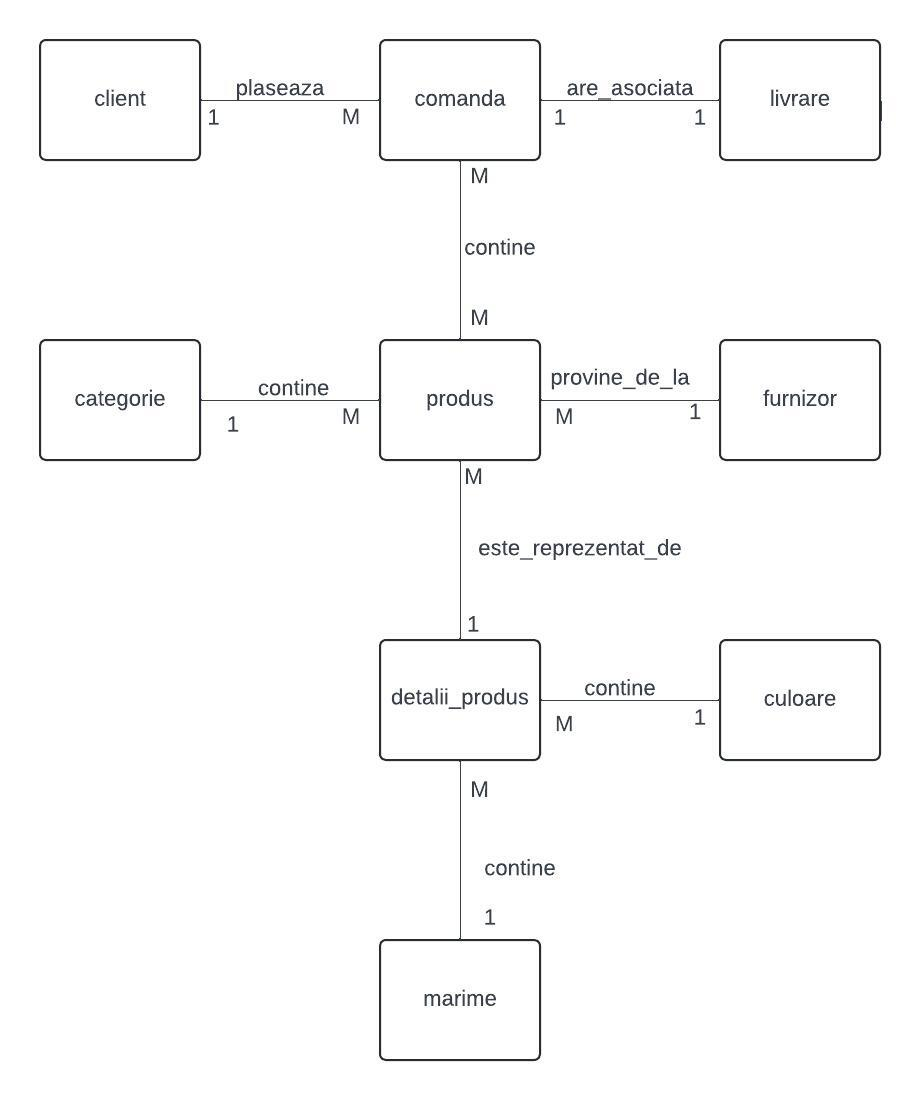 client
plaseaza
1
M
comanda
are_asociata
1
1
livrare
M
contine
M
categorie
contine
1
M
produs
provine_de_la
M
1
furnizor
M
este_reprezentat_de
1
detalii_produs
contine
M
1
culoare
M
contine
1
marime